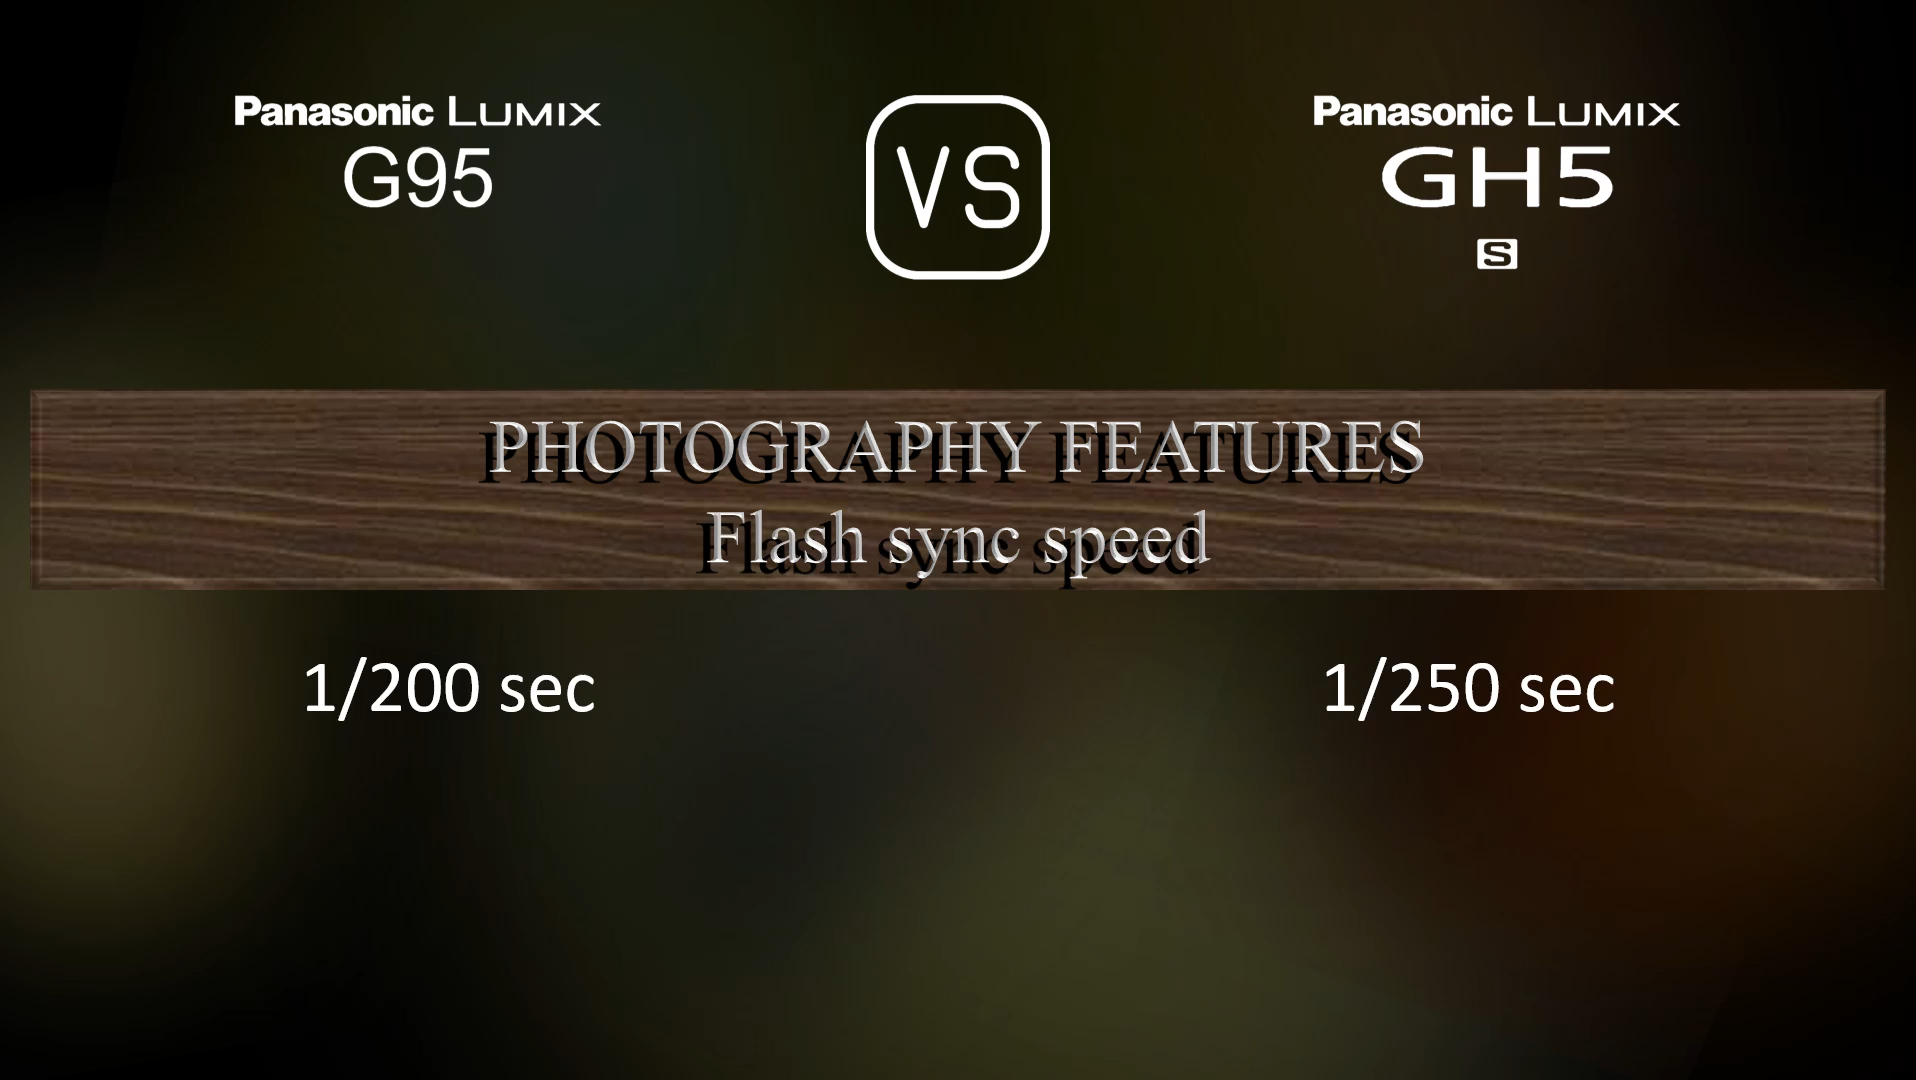 Panasonic LUMIX
G95
VS
Panasonic LUMIX
GH5
S
PHOTOGRAPHY FEATURES
Flash sync speed
1/200 sec
1/250 sec